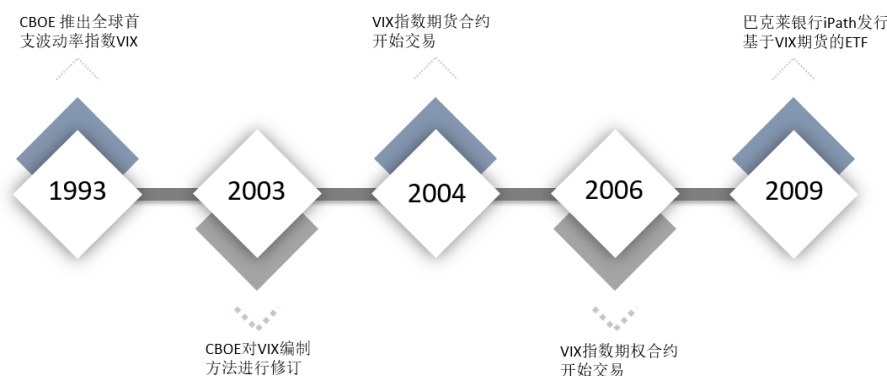 CBOE 推出全球首
支波动率指数VIX
VIX指数期货合约
开始交易
巴克莱银行iPath发行
基于VIX期货的ETF
1993
2003
2004
2006
2009
CBOE对VIX编制
方法进行修订
VIX指数期权合约
开始交易